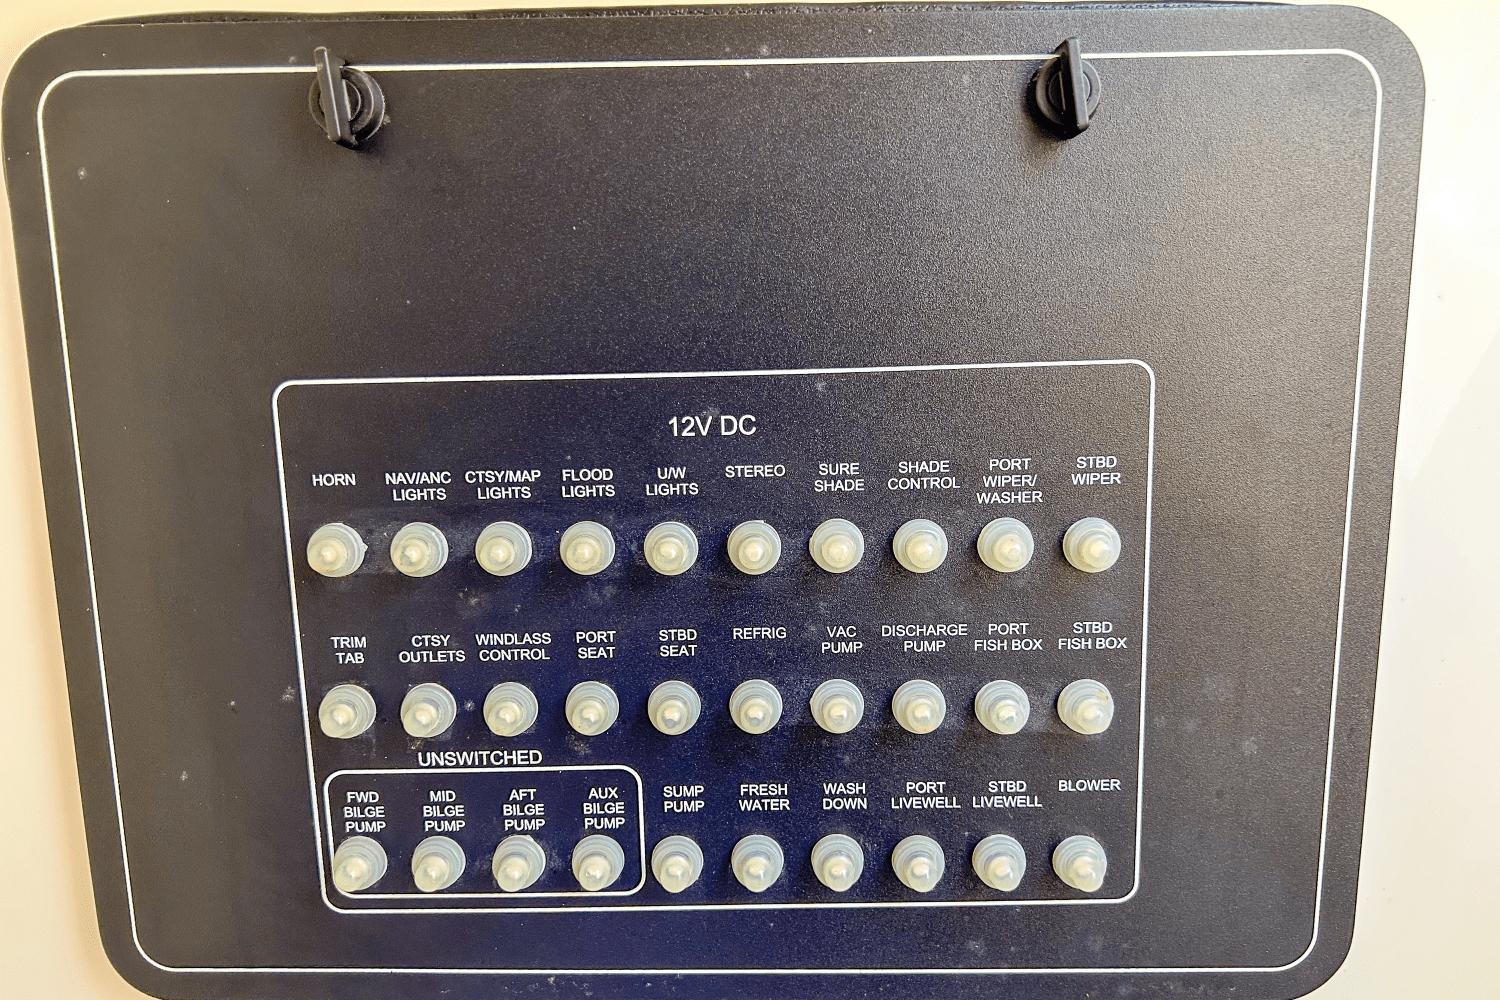 12V DC
HORN
NAV/ANC
LIGHTS
CTSY/MAP
LIGHTS
FLOOD
LIGHTS
U/W
LIGHTS
STEREO
SURE
SHADE
SHADE
CONTROL
PORT
WIPER/
WASHER
STBD
WIPER
TRIM
TAB
CTSY
OUTLETS
WINDLASS
CONTROL
PORT
SEAT
STBD
SEAT
REFRIG
VAC
PUMP
DISCHARGE
PUMP
PORT
FISH BOX
STBD
FISH BOX
UNSWITCHED
FWD
BILGE
PUMP
MID
BILGE
PUMP
AFT
BILGE
PUMP
AUX
BILGE
PUMP
SUMP
PUMP
FRESH
WATER
WASH
DOWN
PORT
LIVEWELL
STBD
LIVEWELL
BLOWER